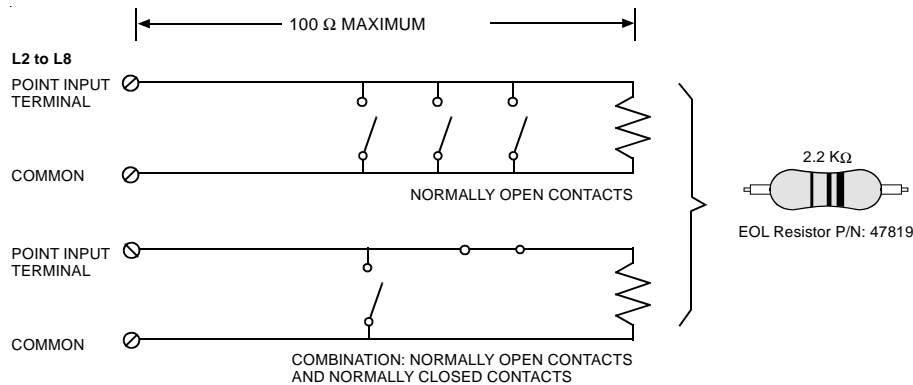 100 Ω MAXIMUM
L2 to L8
POINT INPUT
TERMINAL
COMMON
NORMALLY OPEN CONTACTS
2.2 KΩ
EOL Resistor P/N: 47819
POINT INPUT
TERMINAL
COMMON
COMBINATION: NORMALLY OPEN CONTACTS
AND NORMALLY CLOSED CONTACTS